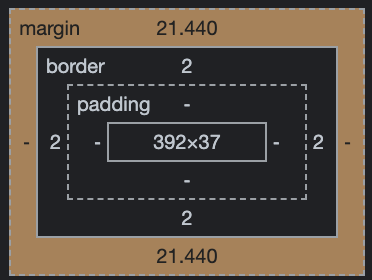 margin 21.440
border 2
padding -
- 2 - 392×37 - 2 -
-
2
21.440